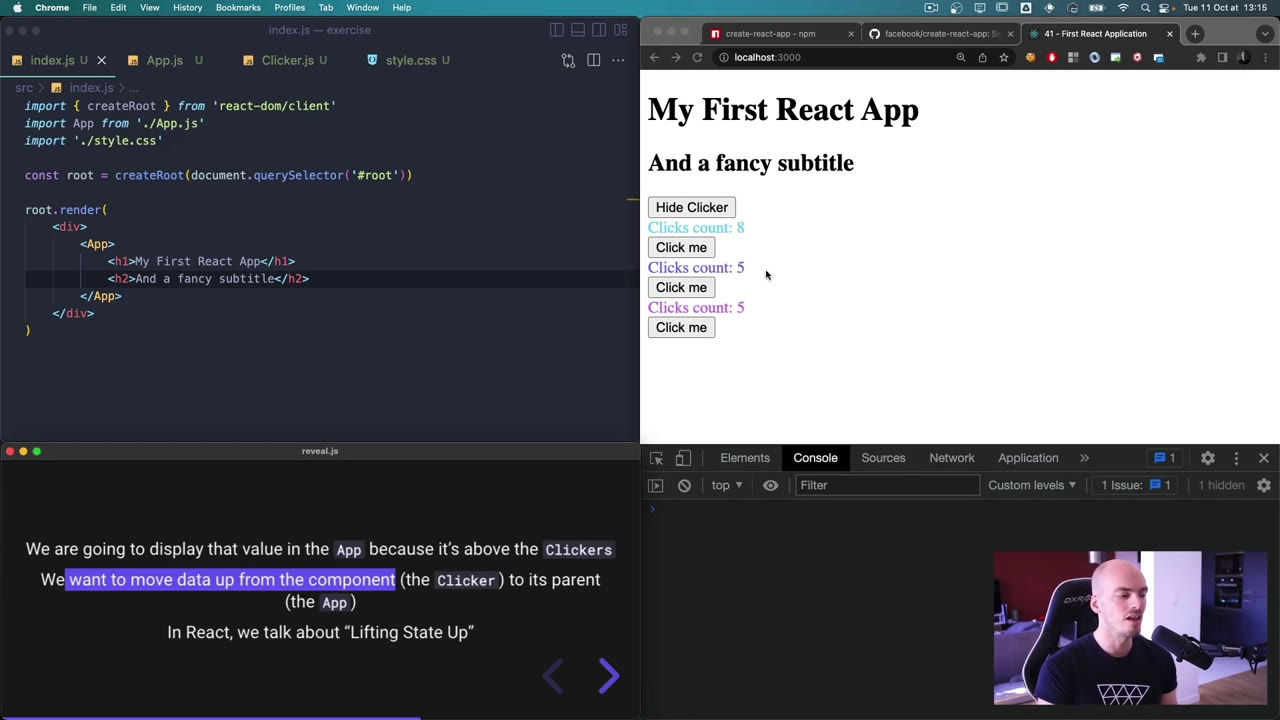 Chrome File Edit View History Bookmarks Profiles Tab Window Help Tue 11 Oct at 13:15
index.js — exercise
index.js U App.js U Clicker.js U style.css U
src > index.js > ...
import { createRoot } from 'react-dom/client'
import App from './App.js'
import './style.css'
const root = createRoot(document.querySelector('#root'))
root.render(
<div>
<App>
<h1>My First React App</h1>
<h2>And a fancy subtitle</h2>
</App>
</div>
)
create-react-app - npm facebook/create-react-app: Se 41 - First React Application
localhost:3000
My First React App
And a fancy subtitle
Hide Clicker
Clicks count: 8
Click me
Clicks count: 5
Click me
Clicks count: 5
Click me
reveal.js
We are going to display that value in the App because it's above the Clickers
We want to move data up from the component (the Clicker) to its parent
(the App)
In React, we talk about “Lifting State Up”
Elements Console Sources Network Application » 1
top Filter Custom levels 1 Issue: 1 1 hidden